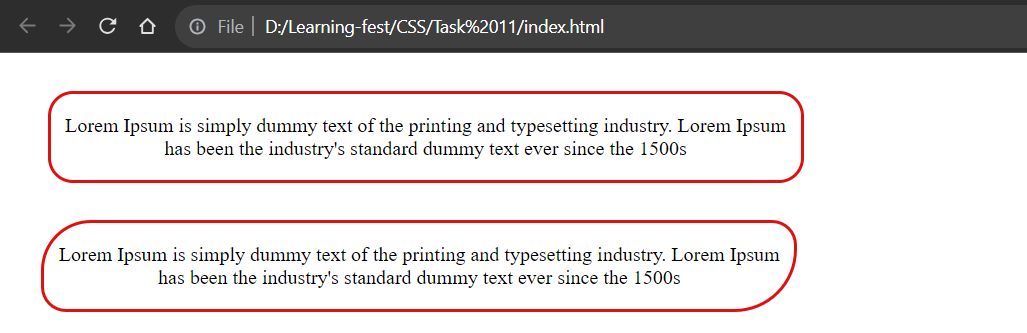 File
D:/Learning-fest/CSS/Task%2011/index.html
Lorem Ipsum is simply dummy text of the printing and typesetting industry. Lorem Ipsum
has been the industry's standard dummy text ever since the 1500s
Lorem Ipsum is simply dummy text of the printing and typesetting industry. Lorem Ipsum
has been the industry's standard dummy text ever since the 1500s